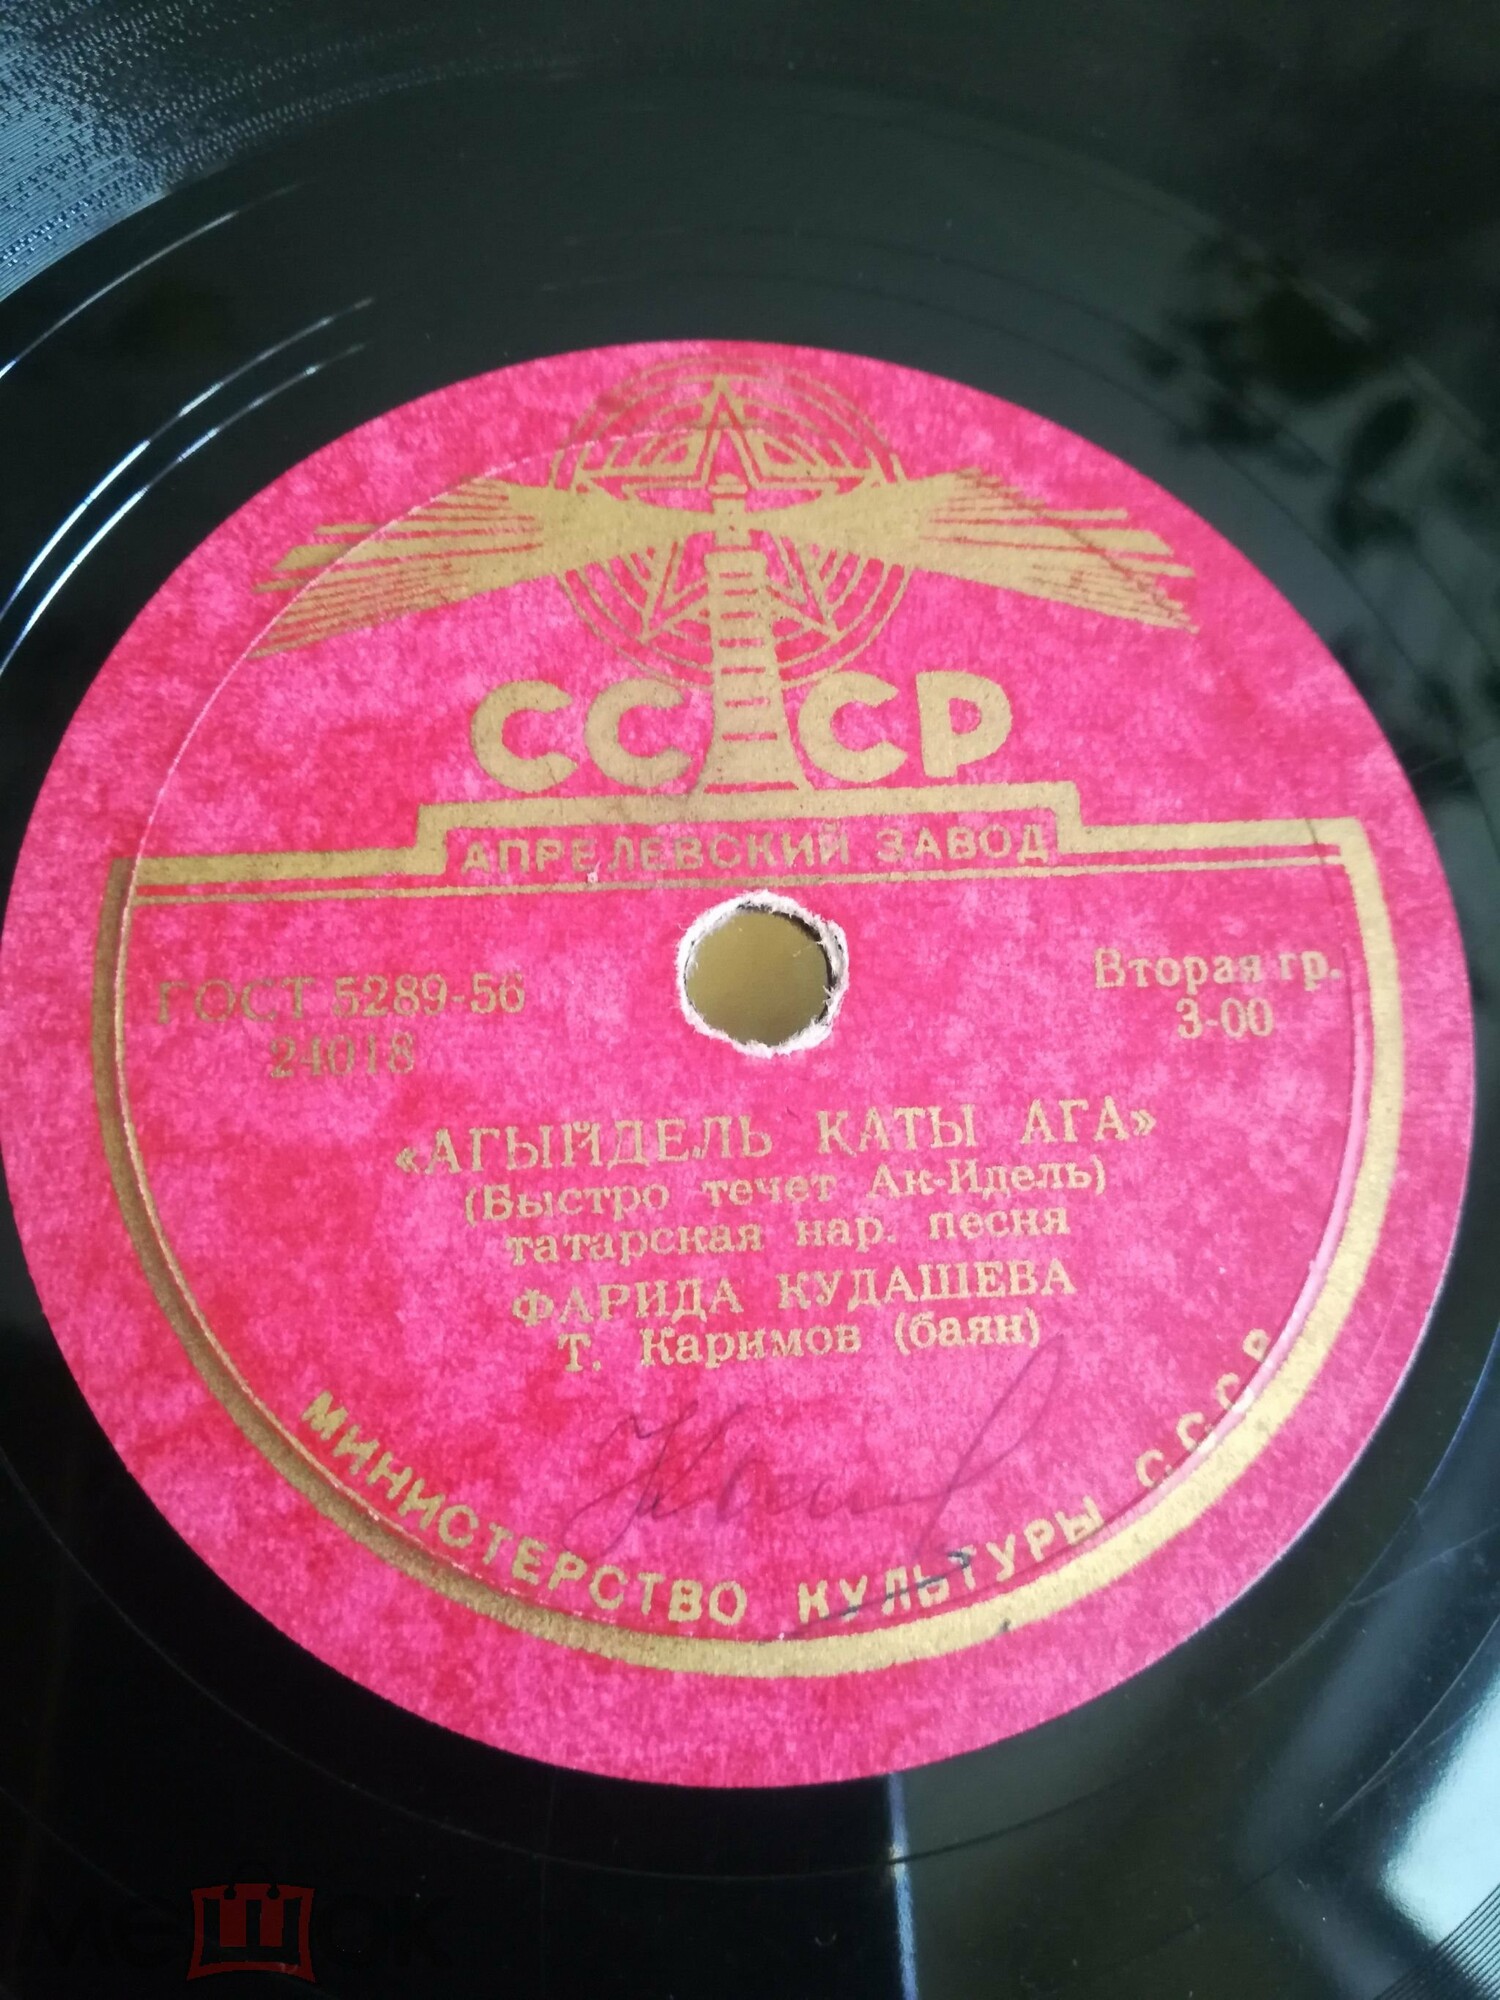 СССР
АПРЕЛЕВСКИЙ ЗАВОД
ГОСТ 5289-56
24018
Вторая гр.
3-00
«АГЫЙДЕЛЬ КАТЫ АГА»
(Быстро течет Ак-Идель)
татарская нар. песня
ФАРИДА КУДАШЕВА
Т. Каримов (баян)
МИНИСТЕРСТВО КУЛЬТУРЫ С.С.С.Р.
мешок